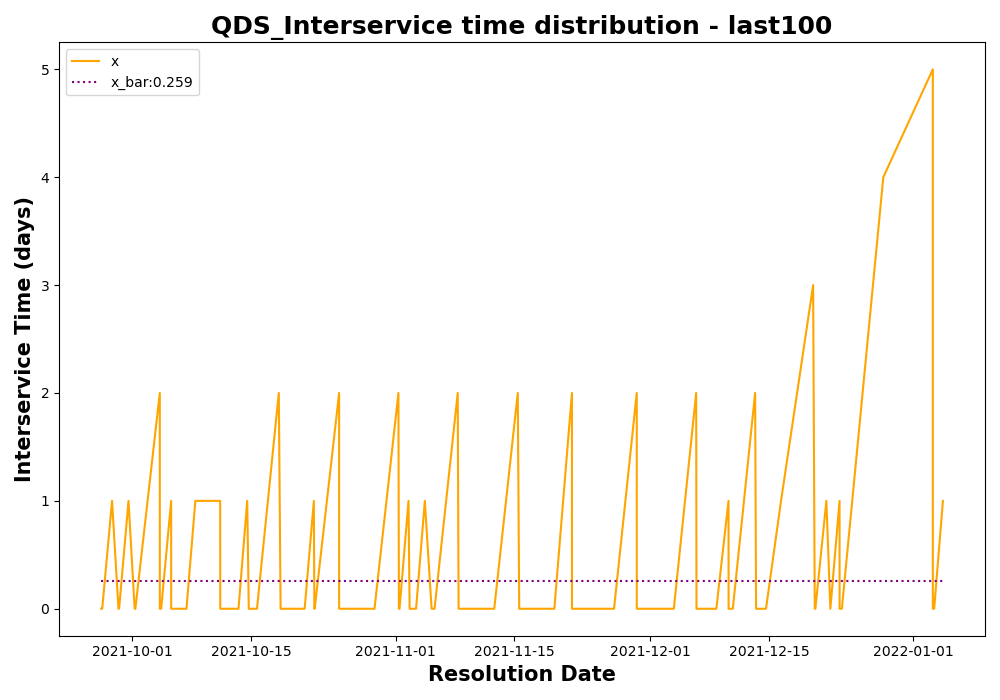 QDS_Interservice time distribution - last100
x
x_bar:0.259
Interservice Time (days)
5
4
3
2
1
0
2021-10-01
2021-10-15
2021-11-01
2021-11-15
2021-12-01
2021-12-15
2022-01-01
Resolution Date